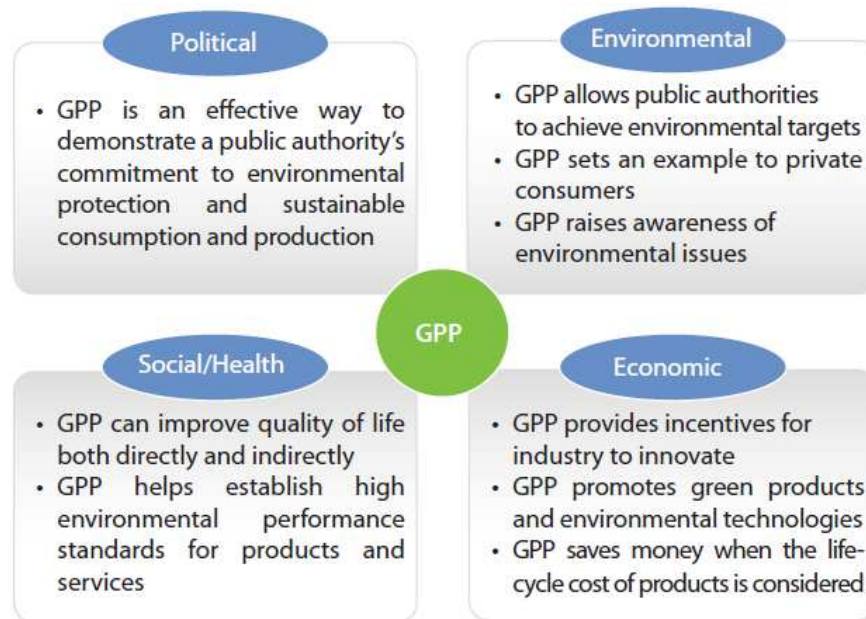 Political
• GPP is an effective way to
demonstrate a public authority’s
commitment to environmental
protection and sustainable
consumption and production
Environmental
• GPP allows public authorities
to achieve environmental targets
• GPP sets an example to private
consumers
• GPP raises awareness of
environmental issues
GPP
Social/Health
• GPP can improve quality of life
both directly and indirectly
• GPP helps establish high
environmental performance
standards for products and
services
Economic
• GPP provides incentives for
industry to innovate
• GPP promotes green products
and environmental technologies
• GPP saves money when the life-
cycle cost of products is considered